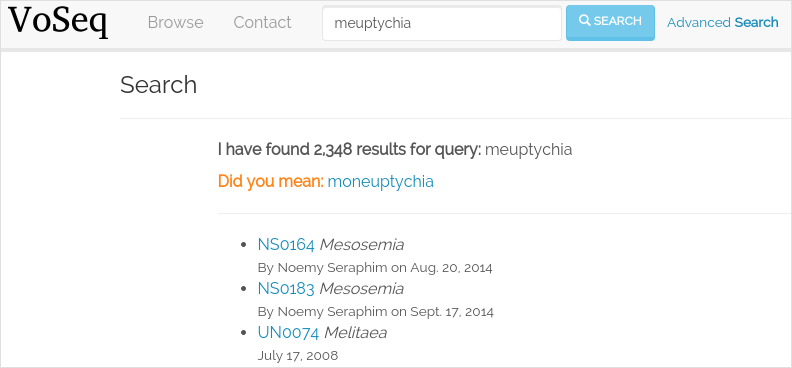 VoSeq Browse Contact meuptychia SEARCH Advanced Search
Search
I have found 2,348 results for query: meuptychia
Did you mean: moneuptychia
NS0164 Mesosemia
By Noemy Seraphim on Aug. 20, 2014
NS0183 Mesosemia
By Noemy Seraphim on Sept. 17, 2014
UN0074 Melitaea
July 17, 2008